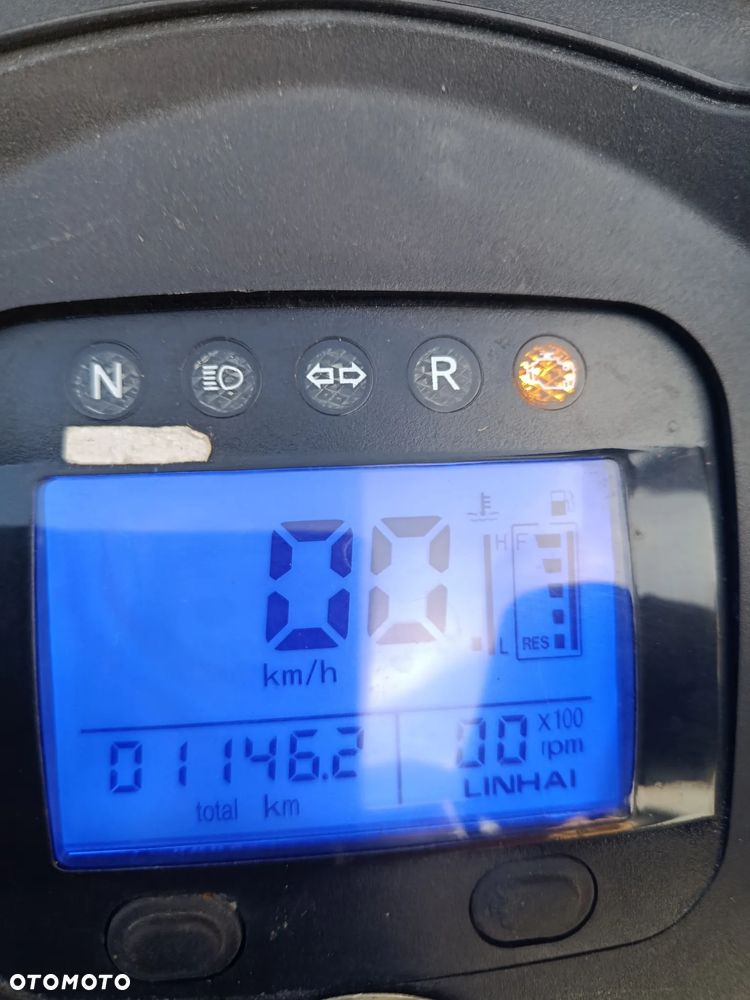 N R
00
H F
L RES
km/h
01146.2 00 x100
rpm
total km LINHAI
OTOMOTO